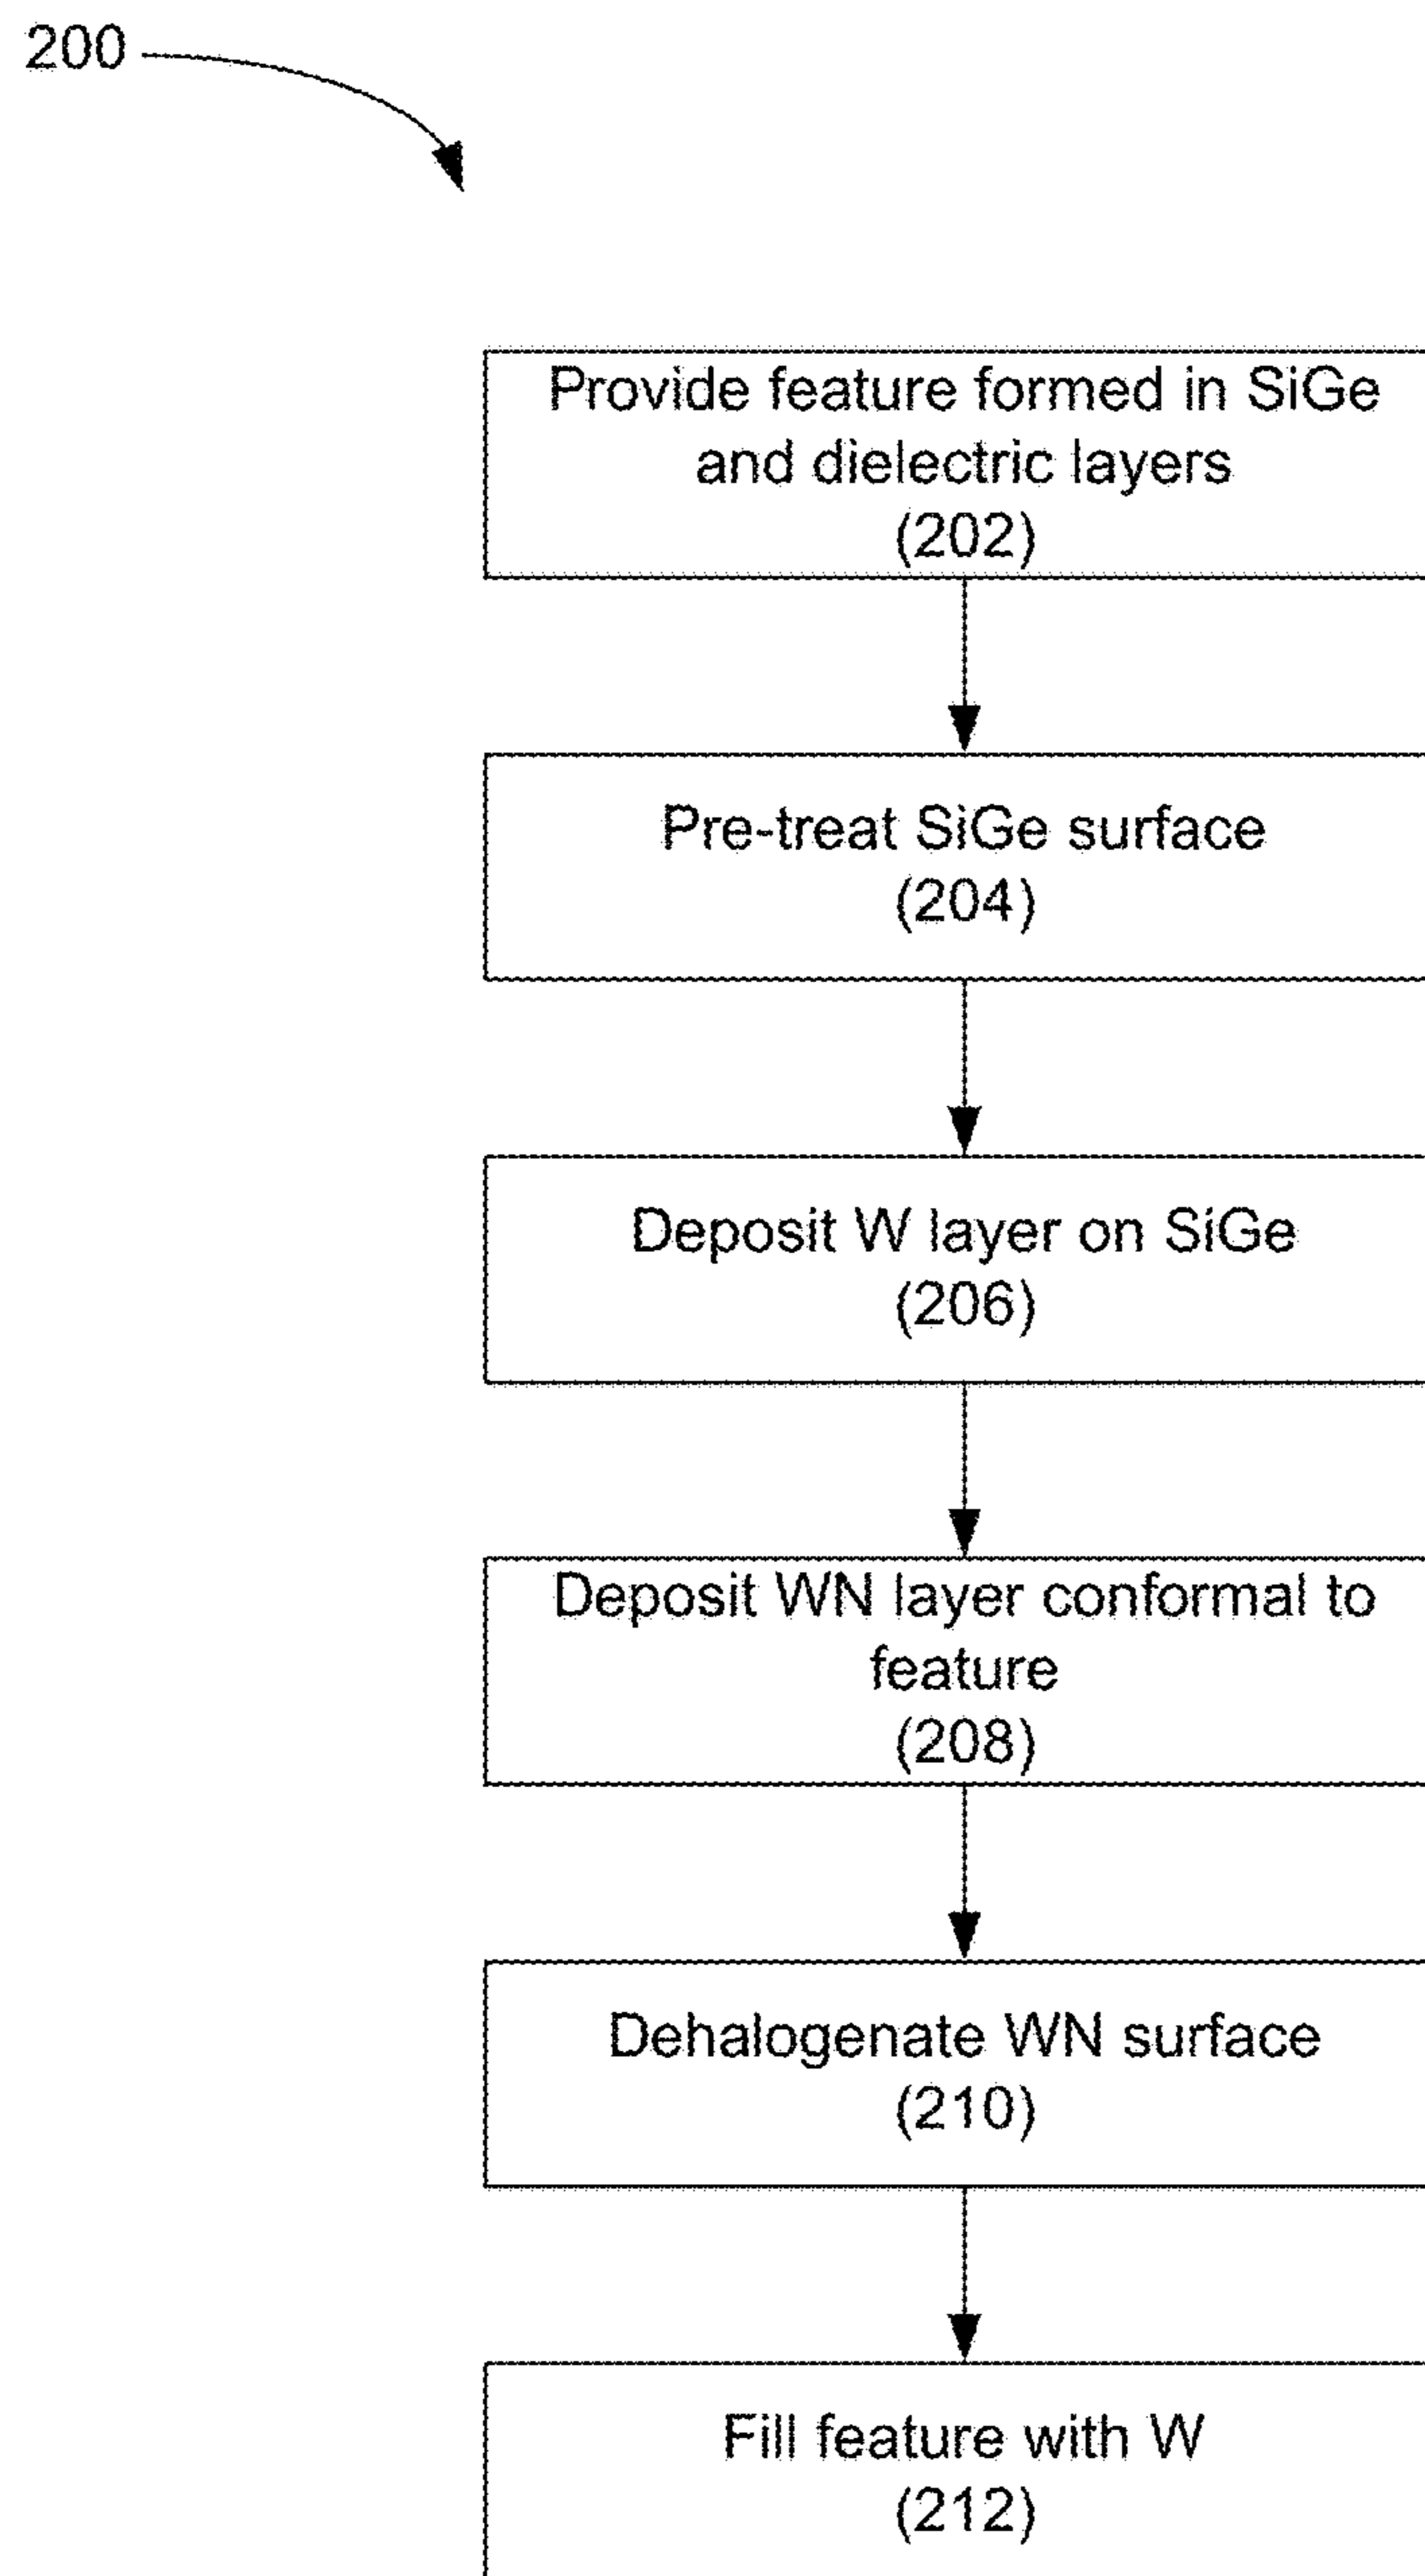 200
Provide feature formed in SiGe
and dielectric layers
(202)
Pre-treat SiGe surface
(204)
Deposit W layer on SiGe
(206)
Deposit WN layer conformal to
feature
(208)
Dehalogenate WN surface
(210)
Fill feature with W
(212)